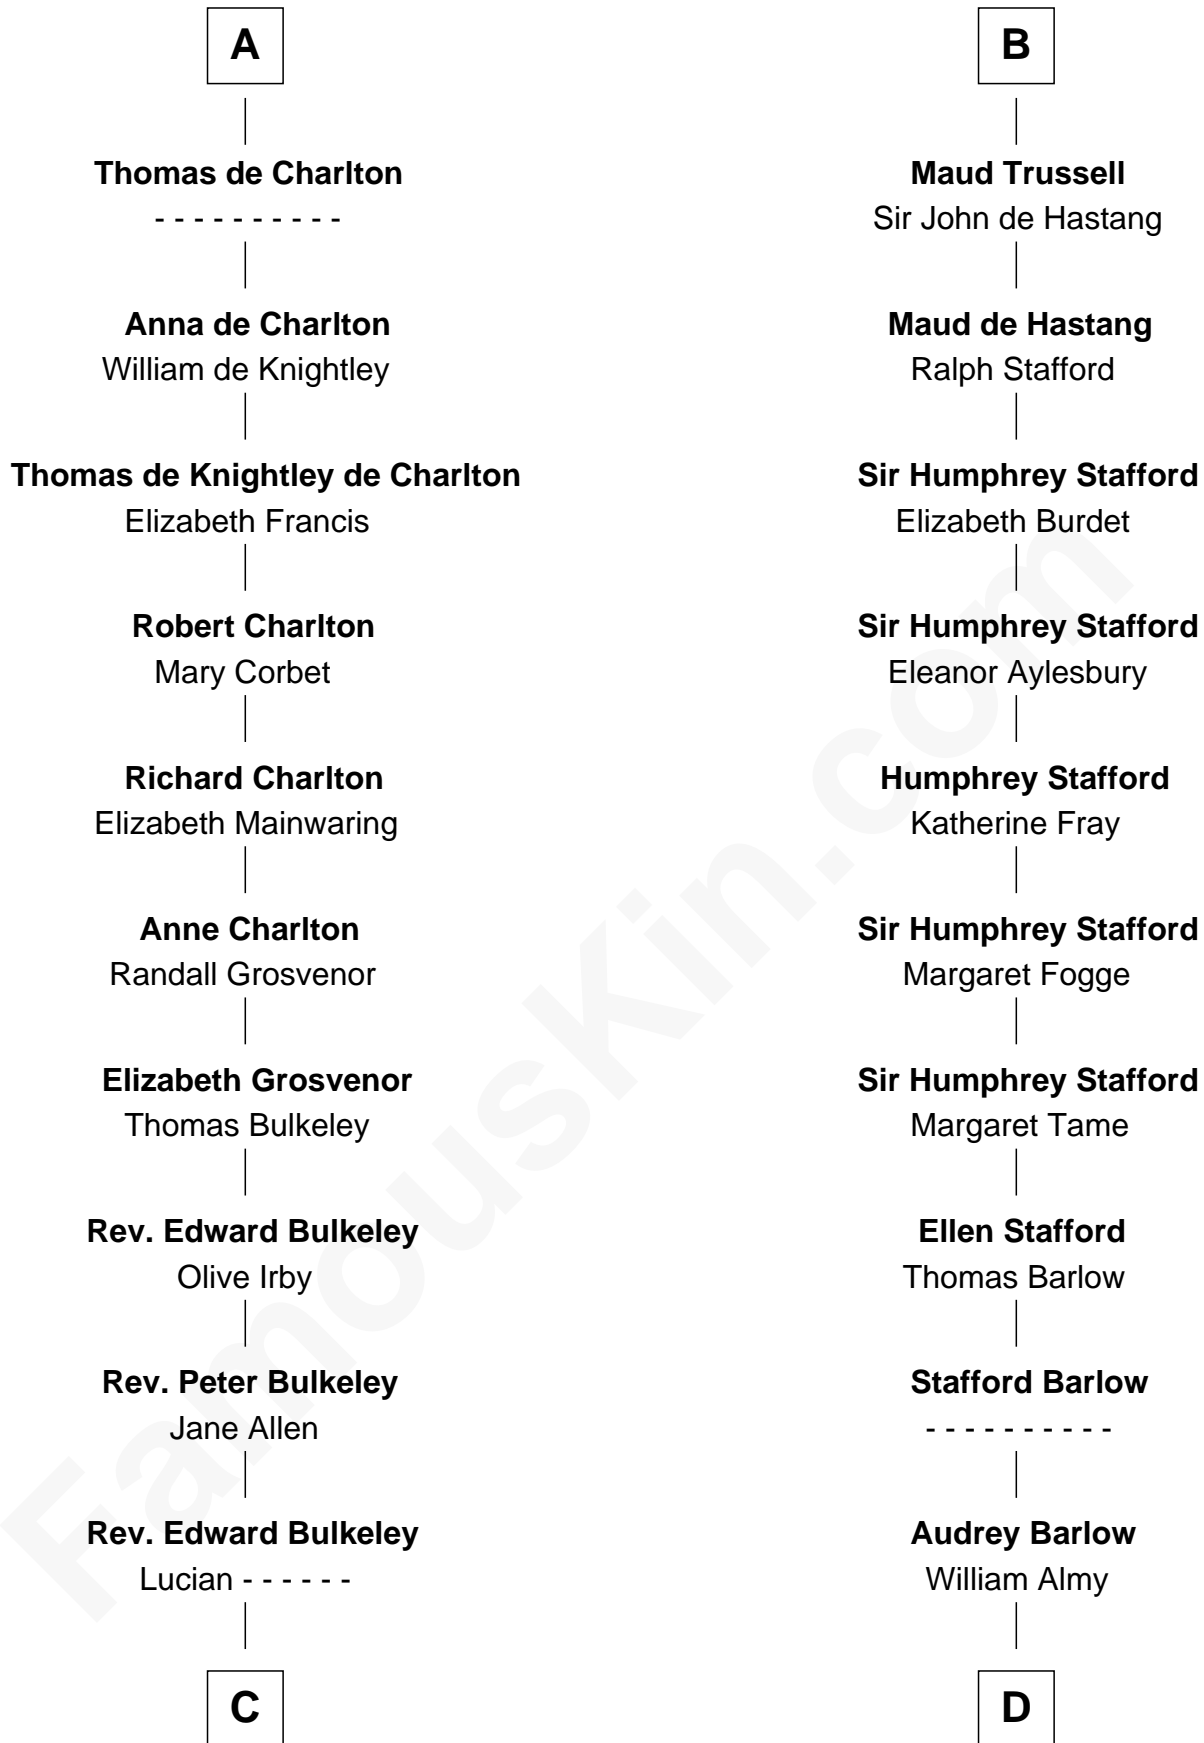 A
Thomas de Charlton
- - - - - - - - - -
Anna de Charlton
William de Knightley
Thomas de Knightley de Charlton
Elizabeth Francis
Robert Charlton
Mary Corbet
Richard Charlton
Elizabeth Mainwaring
Anne Charlton
Randall Grosvenor
Elizabeth Grosvenor
Thomas Bulkeley
Rev. Edward Bulkeley
Olive Irby
Rev. Peter Bulkeley
Jane Allen
Rev. Edward Bulkeley
Lucian - - - - - -
C
B
Maud Trussell
Sir John de Hastang
Maud de Hastang
Ralph Stafford
Sir Humphrey Stafford
Elizabeth Burdet
Sir Humphrey Stafford
Eleanor Aylesbury
Humphrey Stafford
Katherine Fray
Sir Humphrey Stafford
Margaret Fogge
Sir Humphrey Stafford
Margaret Tame
Ellen Stafford
Thomas Barlow
Stafford Barlow
- - - - - - - - - -
Audrey Barlow
William Almy
D
FamousKin.com